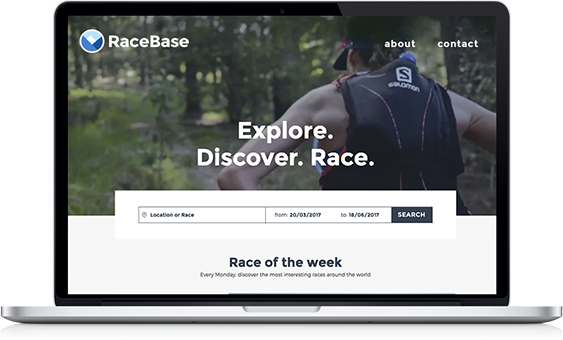 RaceBase
about contact
SALOMON
Explore.
Discover. Race.
Location or Race from: 20/03/2017 to: 18/06/2017 SEARCH
Race of the week
Every Monday, discover the most interesting races around the world